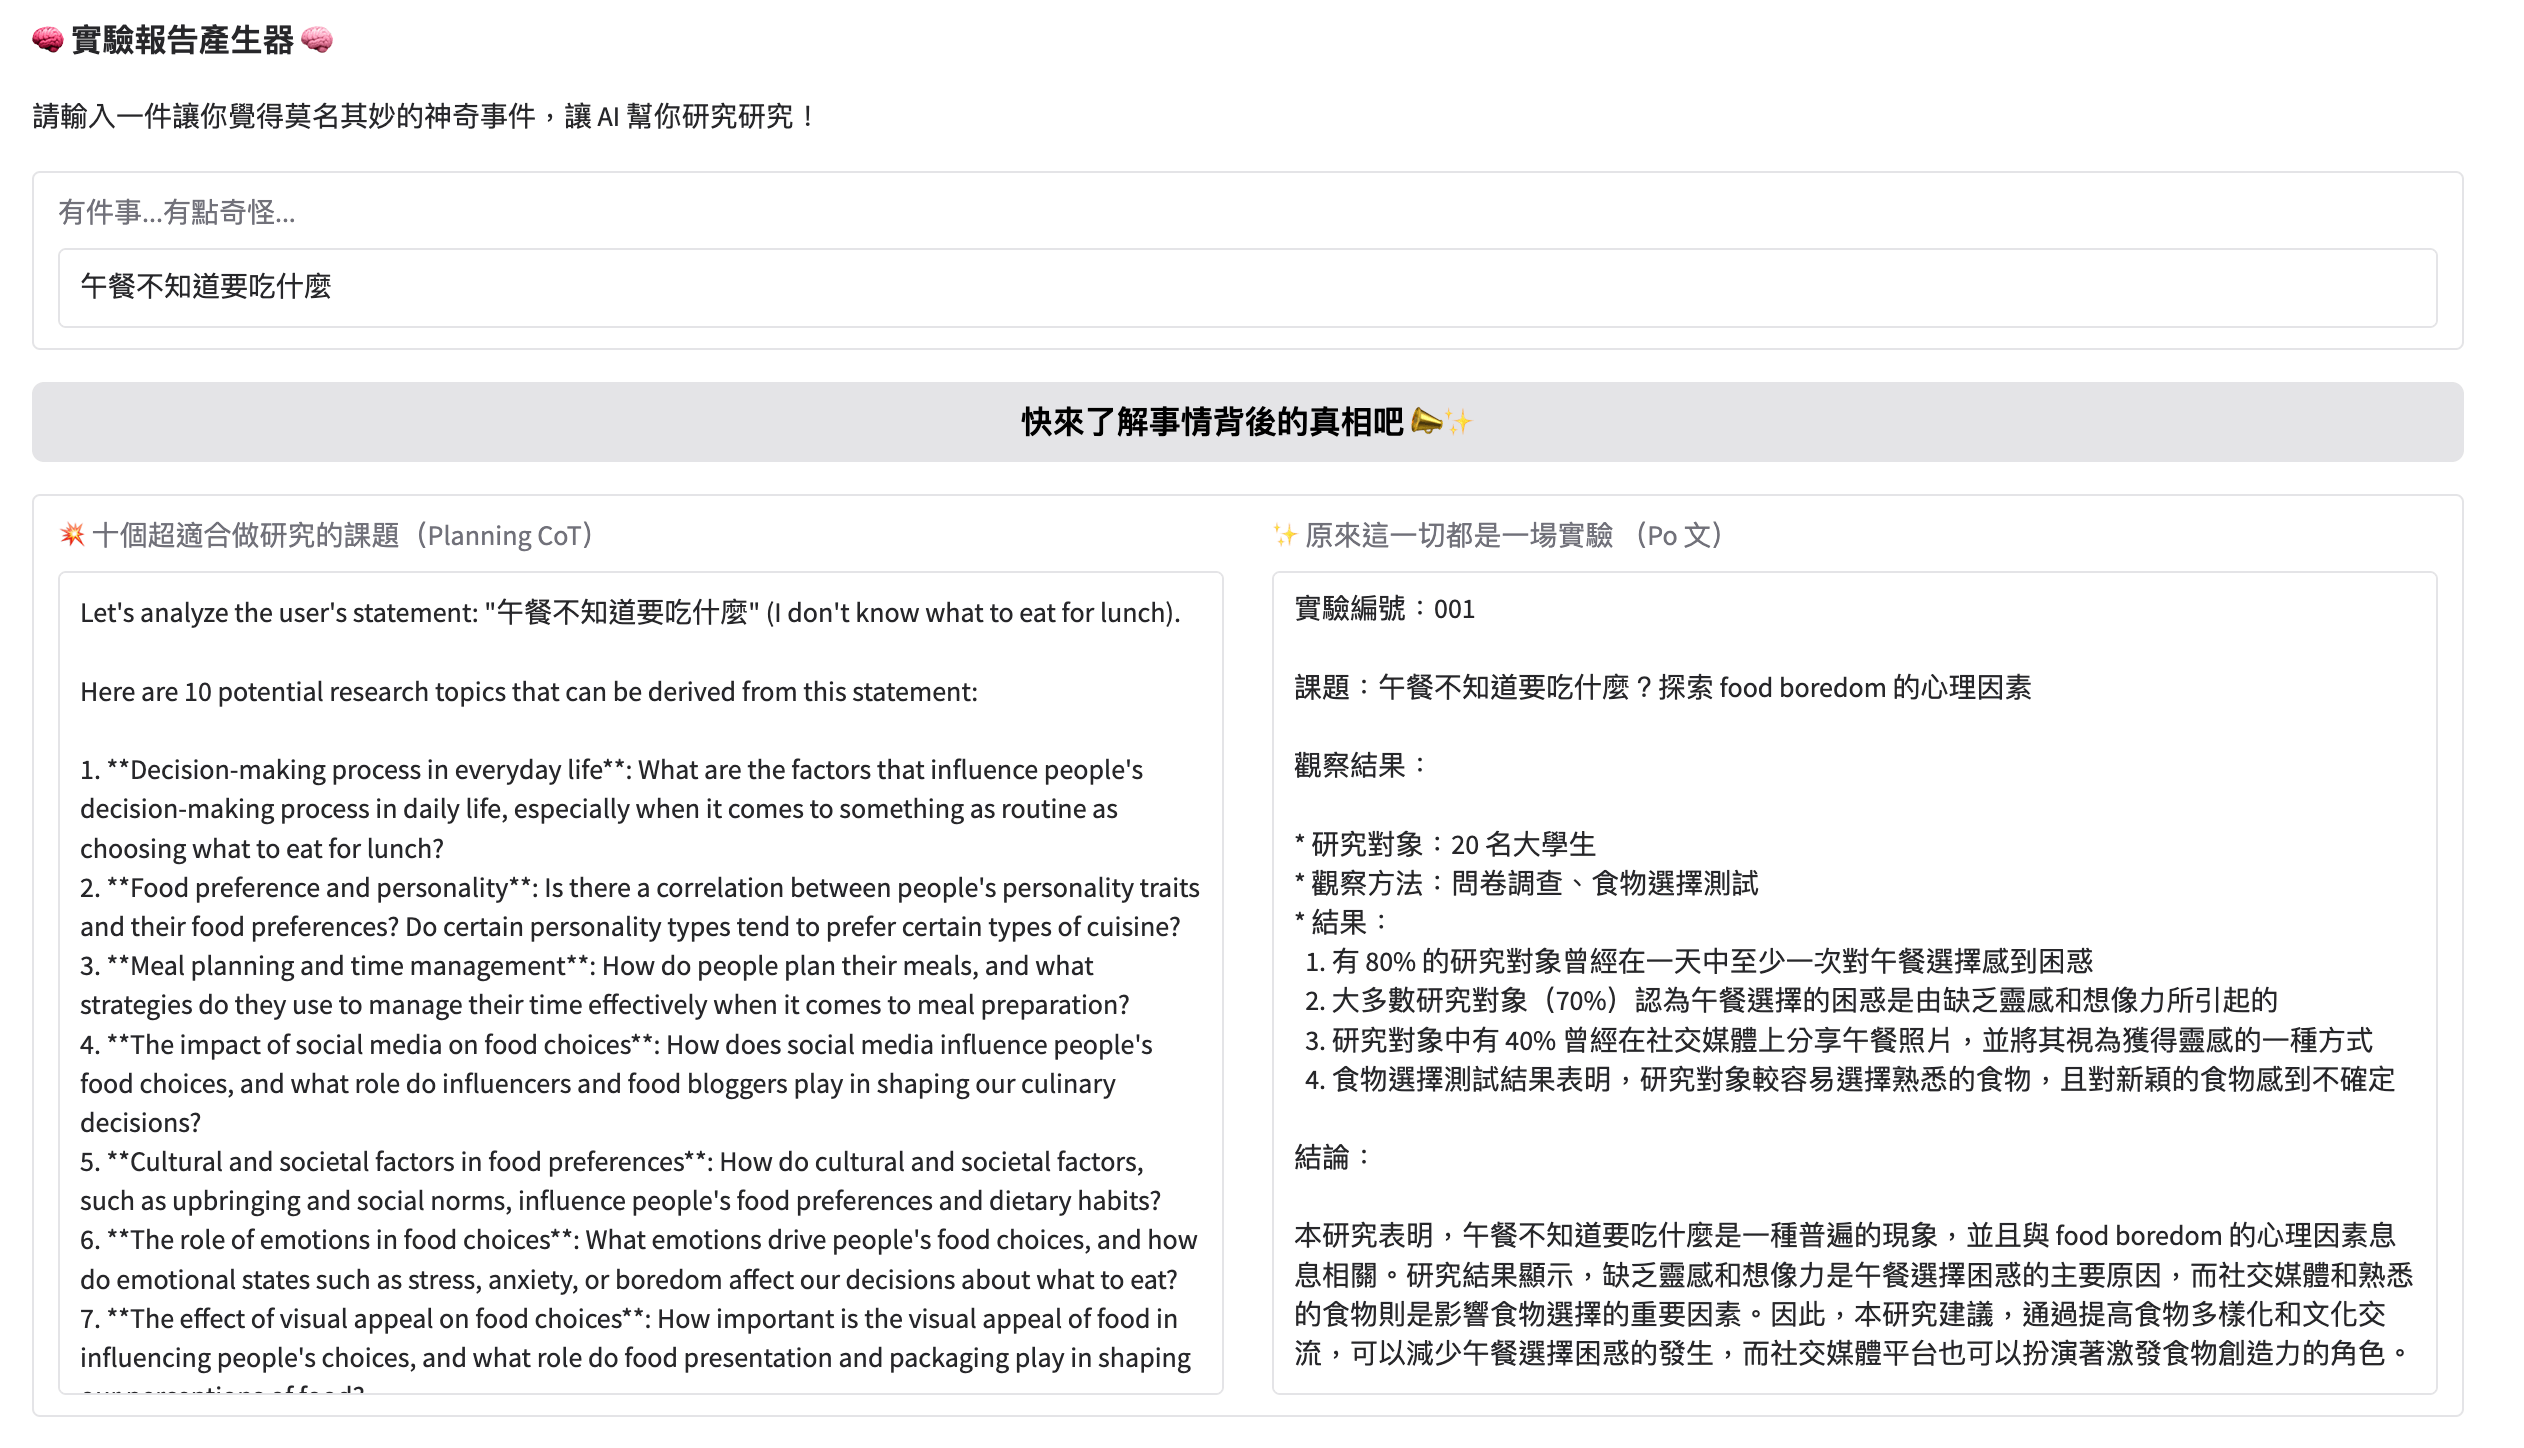 🧠 實驗報告產生器🧠
請輸入一件讓你覺得莫名其妙的神奇事件，讓 AI 幫你研究研究！
有件事...有點奇怪...
午餐不知道要吃什麼
快來了解事情背後的真相吧 📣✨
💥 十個超適合做研究的課題（Planning CoT）
Let's analyze the user's statement: "午餐不知道要吃什麼" (I don't know what to eat for lunch).
Here are 10 potential research topics that can be derived from this statement:
1. **Decision-making process in everyday life**: What are the factors that influence people's
decision-making process in daily life, especially when it comes to something as routine as
choosing what to eat for lunch?
2. **Food preference and personality**: Is there a correlation between people's personality traits
and their food preferences? Do certain personality types tend to prefer certain types of cuisine?
3. **Meal planning and time management**: How do people plan their meals, and what
strategies do they use to manage their time effectively when it comes to meal preparation?
4. **The impact of social media on food choices**: How does social media influence people's
food choices, and what role do influencers and food bloggers play in shaping our culinary
decisions?
5. **Cultural and societal factors in food preferences**: How do cultural and societal factors,
such as upbringing and social norms, influence people's food preferences and dietary habits?
6. **The role of emotions in food choices**: What emotions drive people's food choices, and how
do emotional states such as stress, anxiety, or boredom affect our decisions about what to eat?
7. **The effect of visual appeal on food choices**: How important is the visual appeal of food in
influencing people's choices, and what role do food presentation and packaging play in shaping
our perceptions of food?
✨ 原來這一切都是一場實驗 （Po 文）
實驗編號：001
課題：午餐不知道要吃什麼？探索 food boredom 的心理因素
觀察結果：
* 研究對象：20 名大學生
* 觀察方法：問卷調查、食物選擇測試
* 結果：
1. 有 80% 的研究對象曾經在一天中至少一次對午餐選擇感到困惑
2. 大多數研究對象（70%）認為午餐選擇的困惑是由缺乏靈感和想像力所引起的
3. 研究對象中有 40% 曾經在社交媒體上分享午餐照片，並將其視為獲得靈感的一種方式
4. 食物選擇測試結果表明，研究對象較容易選擇熟悉的食物，且對新穎的食物感到不確定
結論：
本研究表明，午餐不知道要吃什麼是一種普遍的現象，並且與 food boredom 的心理因素息
息相關。研究結果顯示，缺乏靈感和想像力是午餐選擇困惑的主要原因，而社交媒體和熟悉
的食物則是影響食物選擇的重要因素。因此，本研究建議，通過提高食物多樣化和文化交
流，可以減少午餐選擇困惑的發生，而社交媒體平台也可以扮演著激發食物創造力的角色。